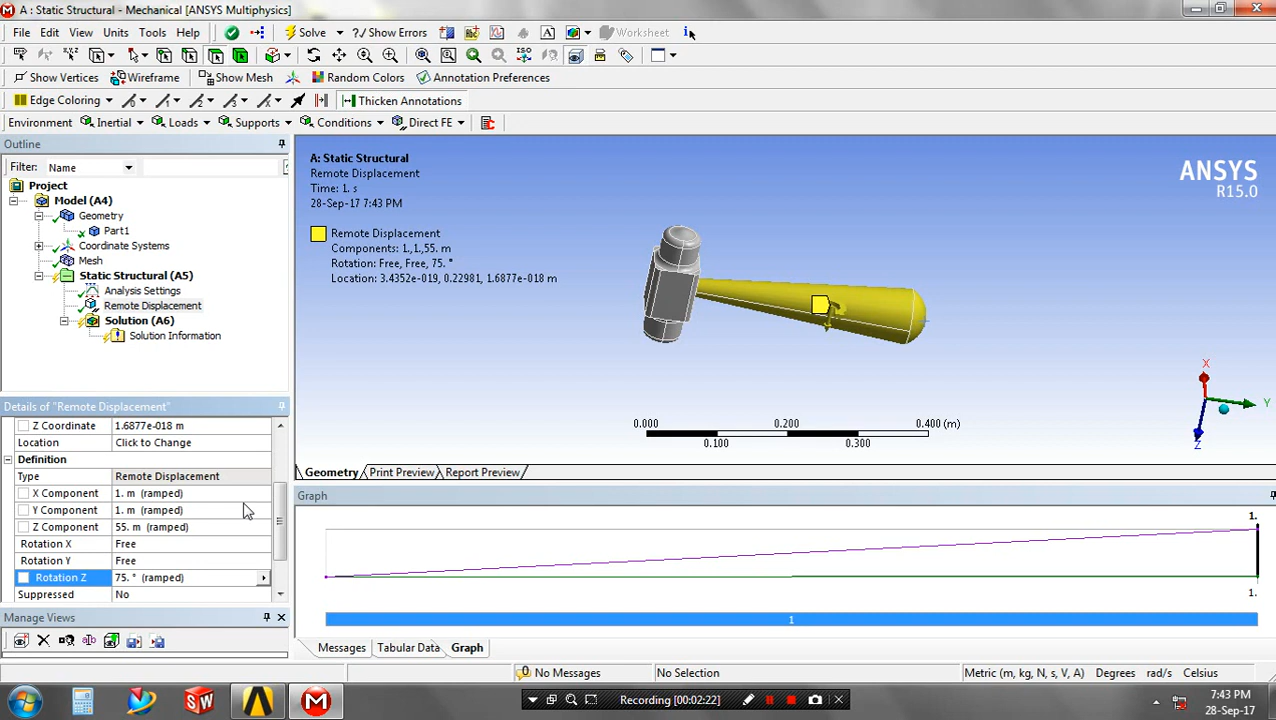 A : Static Structural - Mechanical [ANSYS Multiphysics]
File Edit View Units Tools Help Solve ?/ Show Errors Worksheet
Show Vertices Wireframe Show Mesh Random Colors Annotation Preferences
Edge Coloring Thicken Annotations
Environment Inertial Loads Supports Conditions Direct FE
Outline
Filter: Name
Project
Model (A4)
Geometry
Part1
Coordinate Systems
Mesh
Static Structural (A5)
Analysis Settings
Remote Displacement
Solution (A6)
Solution Information
Details of "Remote Displacement"
Z Coordinate 1.6877e-018 m
Location Click to Change
Definition
Type Remote Displacement
X Component 1. m (ramped)
Y Component 1. m (ramped)
Z Component 55. m (ramped)
Rotation X Free
Rotation Y Free
Rotation Z 75. ° (ramped)
Suppressed No
Manage Views
A: Static Structural
Remote Displacement
Time: 1. s
28-Sep-17 7:43 PM
Remote Displacement
Components: 1.,1.,55. m
Rotation: Free, Free, 75. °
Location: 3.4352e-019, 0.22981, 1.6877e-018 m
ANSYS
R15.0
X
Y
Z
0.000 0.200 0.400 (m)
0.100 0.300
Geometry Print Preview Report Preview
Graph
1.
1.
1
Messages Tabular Data Graph
No Messages No Selection Metric (m, kg, N, s, V, A) Degrees rad/s Celsius
Recording [00:02:22]
7:43 PM
28-Sep-17